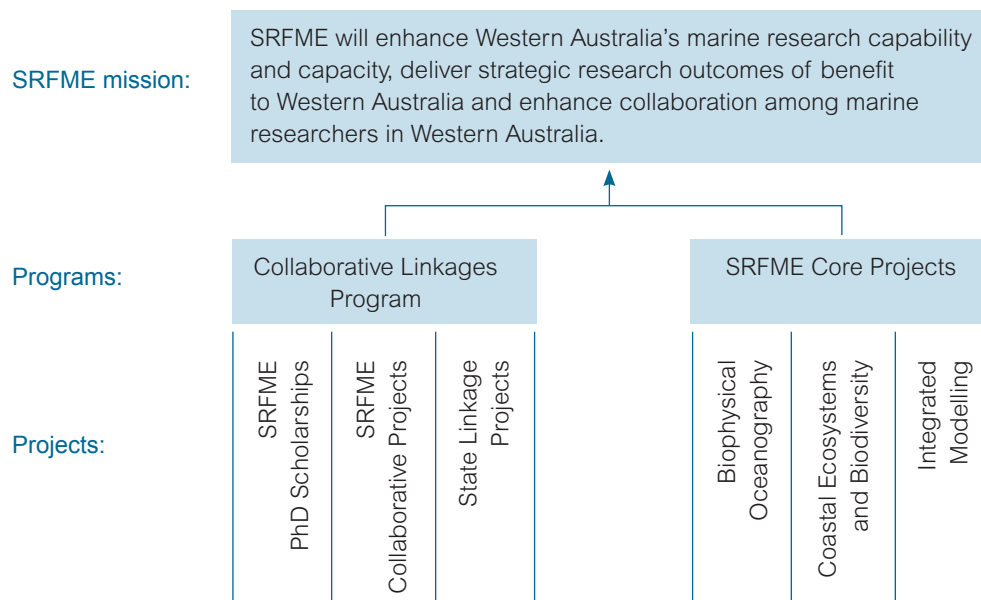 SRFME mission:
SRFME will enhance Western Australia’s marine research capability
and capacity, deliver strategic research outcomes of benefit
to Western Australia and enhance collaboration among marine
researchers in Western Australia.
Programs:
Collaborative Linkages
Program
SRFME Core Projects
Projects:
SRFME
PhD Scholarships
SRFME
Collaborative Projects
State Linkage
Projects
Biophysical
Oceanography
Coastal Ecosystems
and Biodiversity
Integrated
Modelling